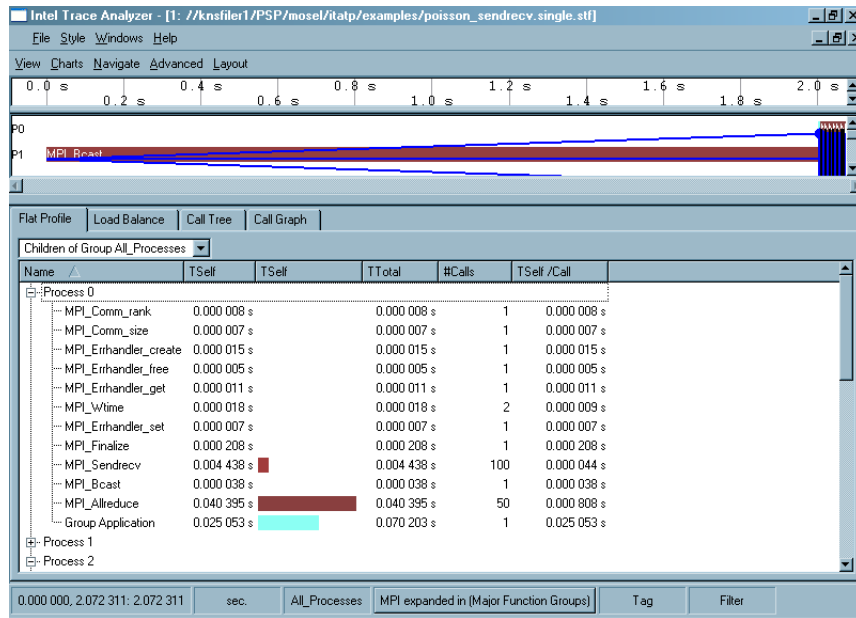 Intel Trace Analyzer - [1: //knsfiler1/PSP/mosel/itatp/examples/poisson_sendrecv.single.stf]
File Style Windows Help
View Charts Navigate Advanced Layout
0.0 s 0.4 s 0.8 s 1.2 s 1.6 s 2.0 s
0.2 s 0.6 s 1.0 s 1.4 s 1.8 s
P0
P1 MPI_Bcast
Flat Profile Load Balance Call Tree Call Graph
Children of Group All_Processes
Name TSelf TSelf TTotal #Calls TSelf /Call
Process 0
MPI_Comm_rank 0.000 008 s 0.000 008 s 1 0.000 008 s
MPI_Comm_size 0.000 007 s 0.000 007 s 1 0.000 007 s
MPI_Errhandler_create 0.000 015 s 0.000 015 s 1 0.000 015 s
MPI_Errhandler_free 0.000 005 s 0.000 005 s 1 0.000 005 s
MPI_Errhandler_get 0.000 011 s 0.000 011 s 1 0.000 011 s
MPI_Wtime 0.000 018 s 0.000 018 s 2 0.000 009 s
MPI_Errhandler_set 0.000 007 s 0.000 007 s 1 0.000 007 s
MPI_Finalize 0.000 208 s 0.000 208 s 1 0.000 208 s
MPI_Sendrecv 0.004 438 s 0.004 438 s 100 0.000 044 s
MPI_Bcast 0.000 038 s 0.000 038 s 1 0.000 038 s
MPI_Allreduce 0.040 395 s 0.040 395 s 50 0.000 808 s
Group Application 0.025 053 s 0.070 203 s 1 0.025 053 s
Process 1
Process 2
0.000 000, 2.072 311: 2.072 311 sec. All_Processes MPI expanded in (Major Function Groups) Tag Filter